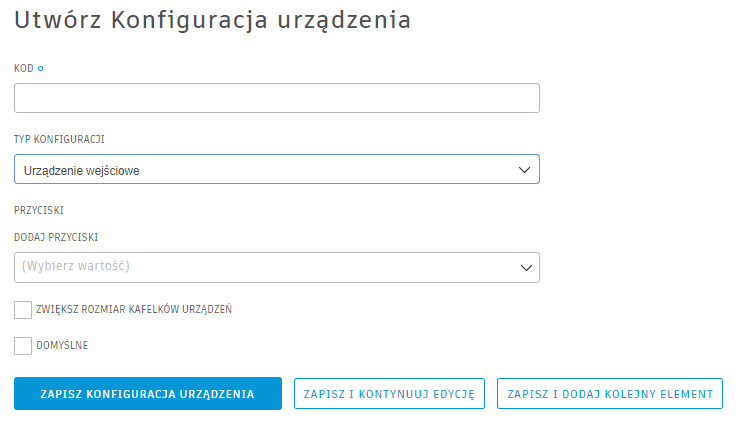 Utwórz Konfiguracja urządzenia
KOD
TYP KONFIGURACJI
Urządzenie wejściowe
PRZYCISKI
DODAJ PRZYCISKI
(Wybierz wartość)
ZWIĘKSZ ROZMIAR KAFELKÓW URZĄDZEŃ
DOMYŚLNE
ZAPISZ KONFIGURACJA URZĄDZENIA
ZAPISZ I KONTYNUUJ EDYCJĘ
ZAPISZ I DODAJ KOLEJNY ELEMENT